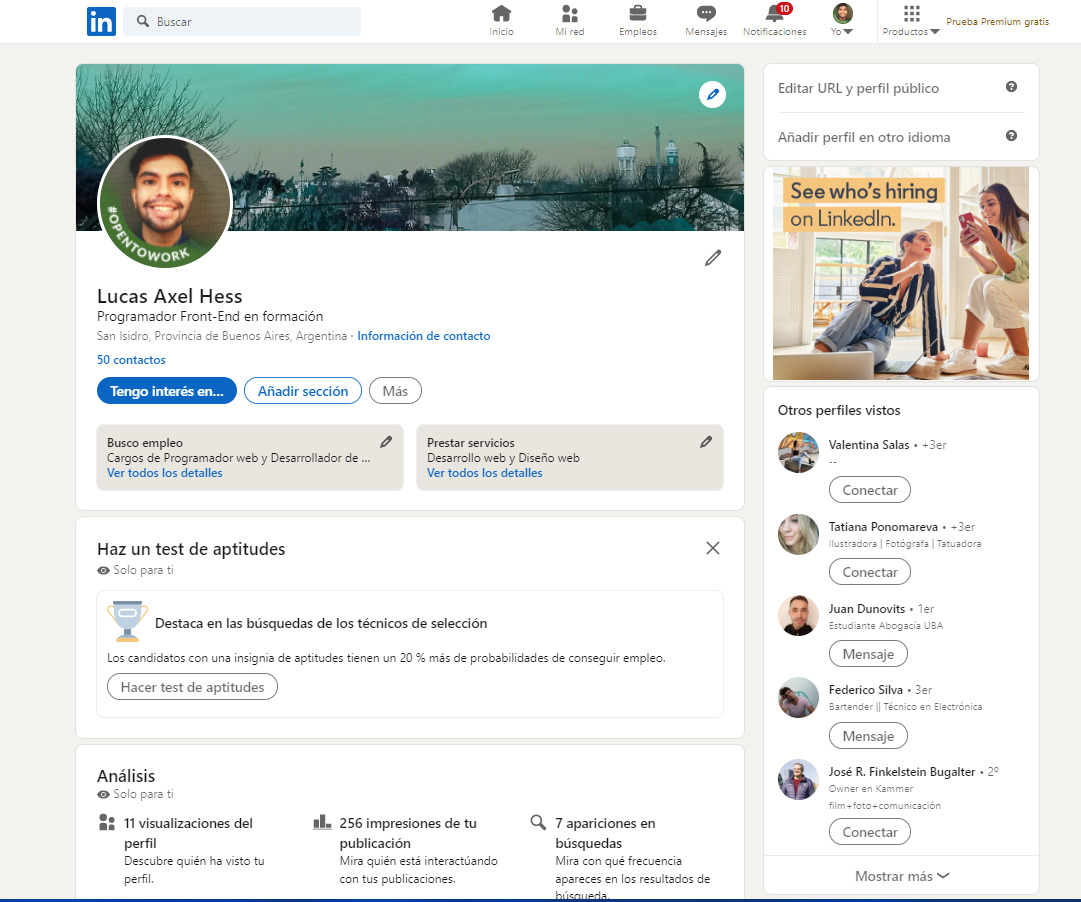 in
Buscar
Inicio
Mi red
Empleos
Mensajes
10
Notificaciones
Yo
Productos
Prueba Premium gratis
#OPENTOWORK
Lucas Axel Hess
Programador Front-End en formación
San Isidro, Provincia de Buenos Aires, Argentina · Información de contacto
50 contactos
Tengo interés en...
Añadir sección
Más
Busco empleo
Cargos de Programador web y Desarrollador de ...
Ver todos los detalles
Prestar servicios
Desarrollo web y Diseño web
Ver todos los detalles
Haz un test de aptitudes
Solo para ti
Destaca en las búsquedas de los técnicos de selección
Los candidatos con una insignia de aptitudes tienen un 20 % más de probabilidades de conseguir empleo.
Hacer test de aptitudes
Análisis
Solo para ti
11 visualizaciones del
perfil
Descubre quién ha visto tu
perfil.
256 impresiones de tu
publicación
Mira quién está interactúando
con tus publicaciones.
7 apariciones en
búsquedas
Mira con qué frecuencia
apareces en los resultados de
búsqueda.
Editar URL y perfil público
?
Añadir perfil en otro idioma
?
See who's hiring
on LinkedIn.
Otros perfiles vistos
Valentina Salas • +3er
--
Conectar
Tatiana Ponomareva • +3er
Ilustradora | Fotógrafa | Tatuadora
Conectar
Juan Dunovits • 1er
Estudiante Abogacía UBA
Mensaje
Federico Silva • 3er
Bartender || Técnico en Electrónica
Mensaje
José R. Finkelstein Bugalter • 2º
Owner en Kammer
film+foto+comunicación
Conectar
Mostrar más